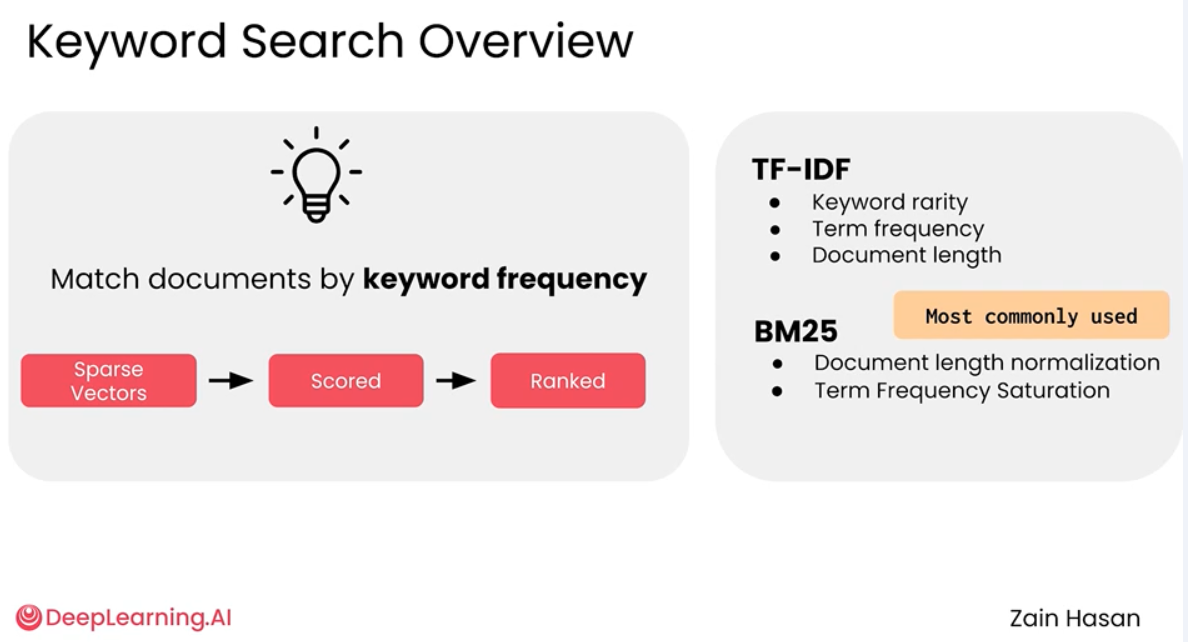 Keyword Search Overview
Match documents by keyword frequency
Sparse
Vectors
Scored
Ranked
TF-IDF
● Keyword rarity
● Term frequency
● Document length
Most commonly used
BM25
● Document length normalization
● Term Frequency Saturation
DeepLearning.AI
Zain Hasan